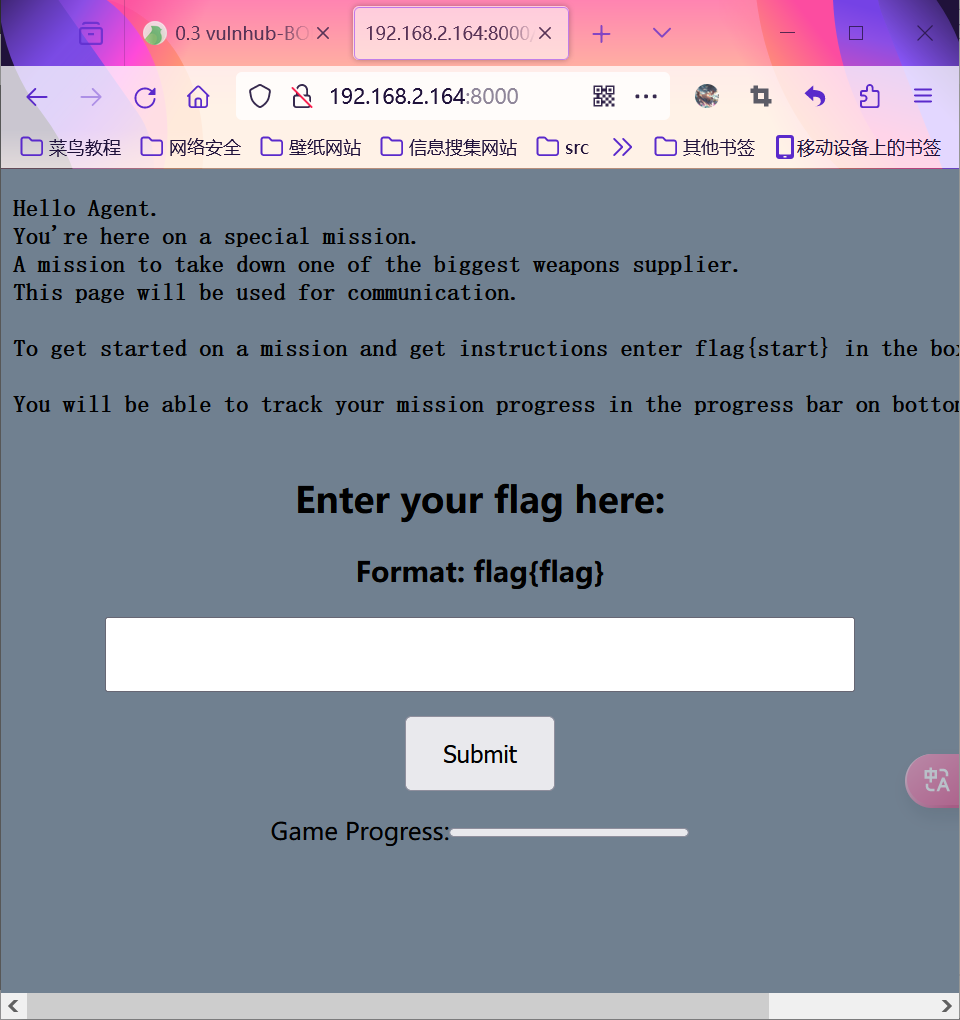 0.3 vulnhub-BO
192.168.2.164:8000/
192.168.2.164:8000
菜鸟教程 网络安全 壁纸网站 信息搜集网站 src 其他书签 移动设备上的书签
Hello Agent.
You're here on a special mission.
A mission to take down one of the biggest weapons supplier.
This page will be used for communication.
To get started on a mission and get instructions enter flag{start} in the box
You will be able to track your mission progress in the progress bar on bottom
Enter your flag here:
Format: flag{flag}
Submit
Game Progress:
中A